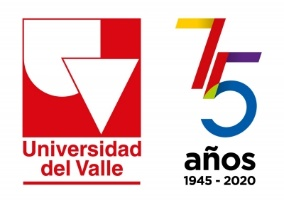 Universidad
del Valle
75
años
1945 - 2020